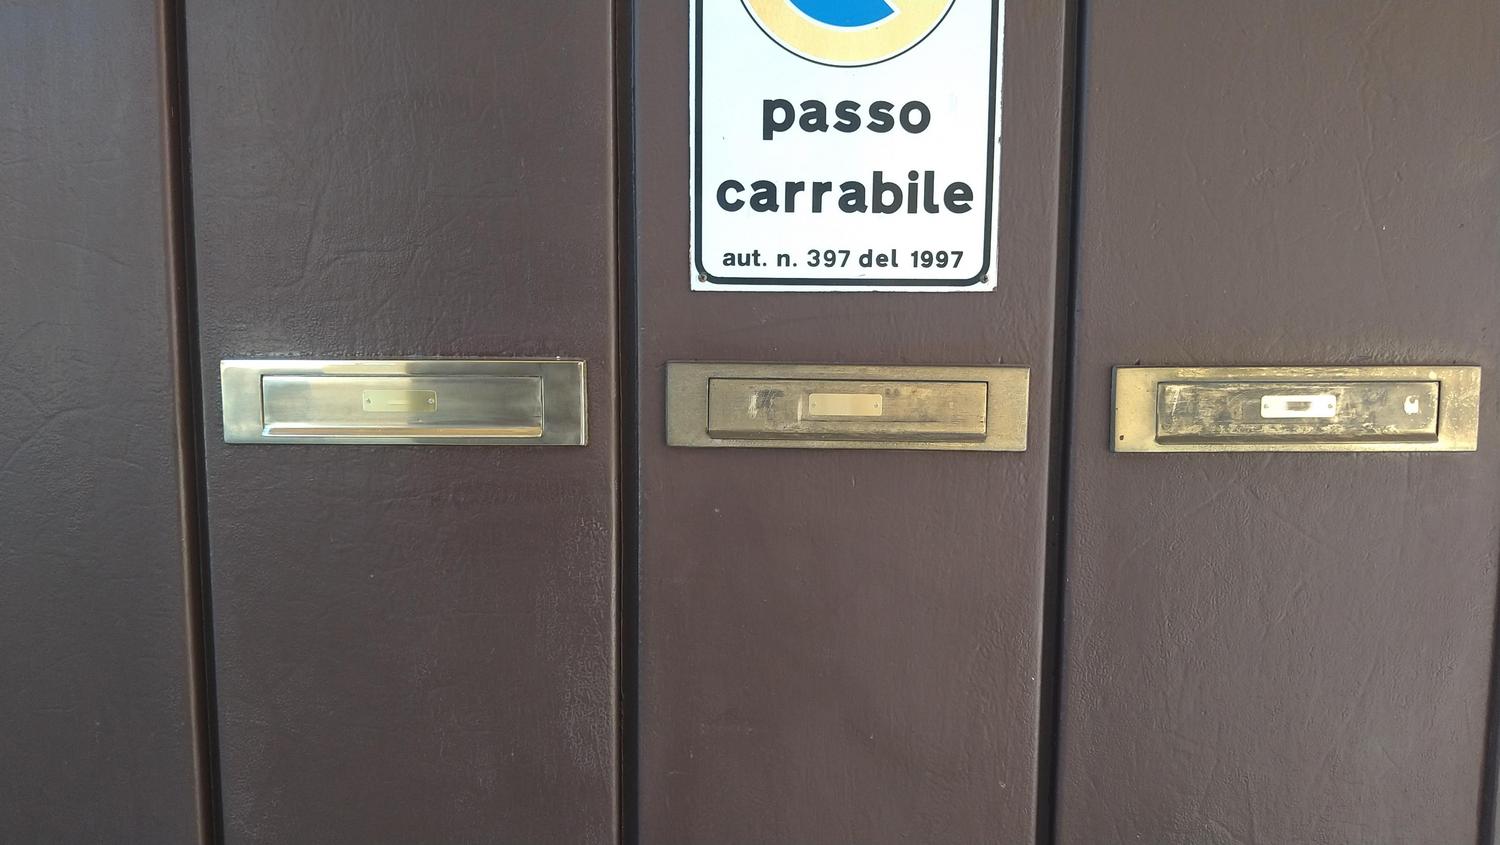 passo
carrabile
aut. n. 397 del 1997